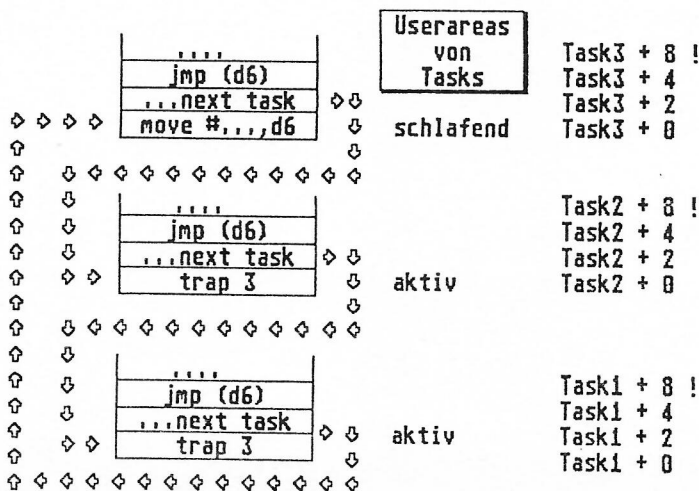 Userareas
von
Tasks
....
jmp (d6)
...next task
move #...,d6
schlafend
Task3 + 8 !
Task3 + 4
Task3 + 2
Task3 + 0
....
jmp (d6)
...next task
trap 3
aktiv
Task2 + 8 !
Task2 + 4
Task2 + 2
Task2 + 0
....
jmp (d6)
...next task
trap 3
aktiv
Task1 + 8 !
Task1 + 4
Task1 + 2
Task1 + 0